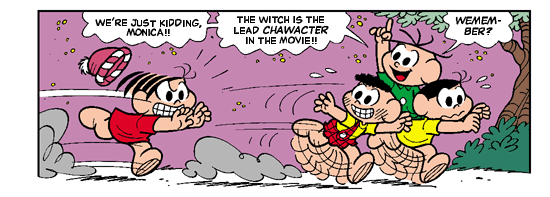 WE'RE JUST KIDDING,
MONICA!!
THE WITCH IS THE
LEAD CHAWACTER
IN THE MOVIE!!
WEMEM-
BER?